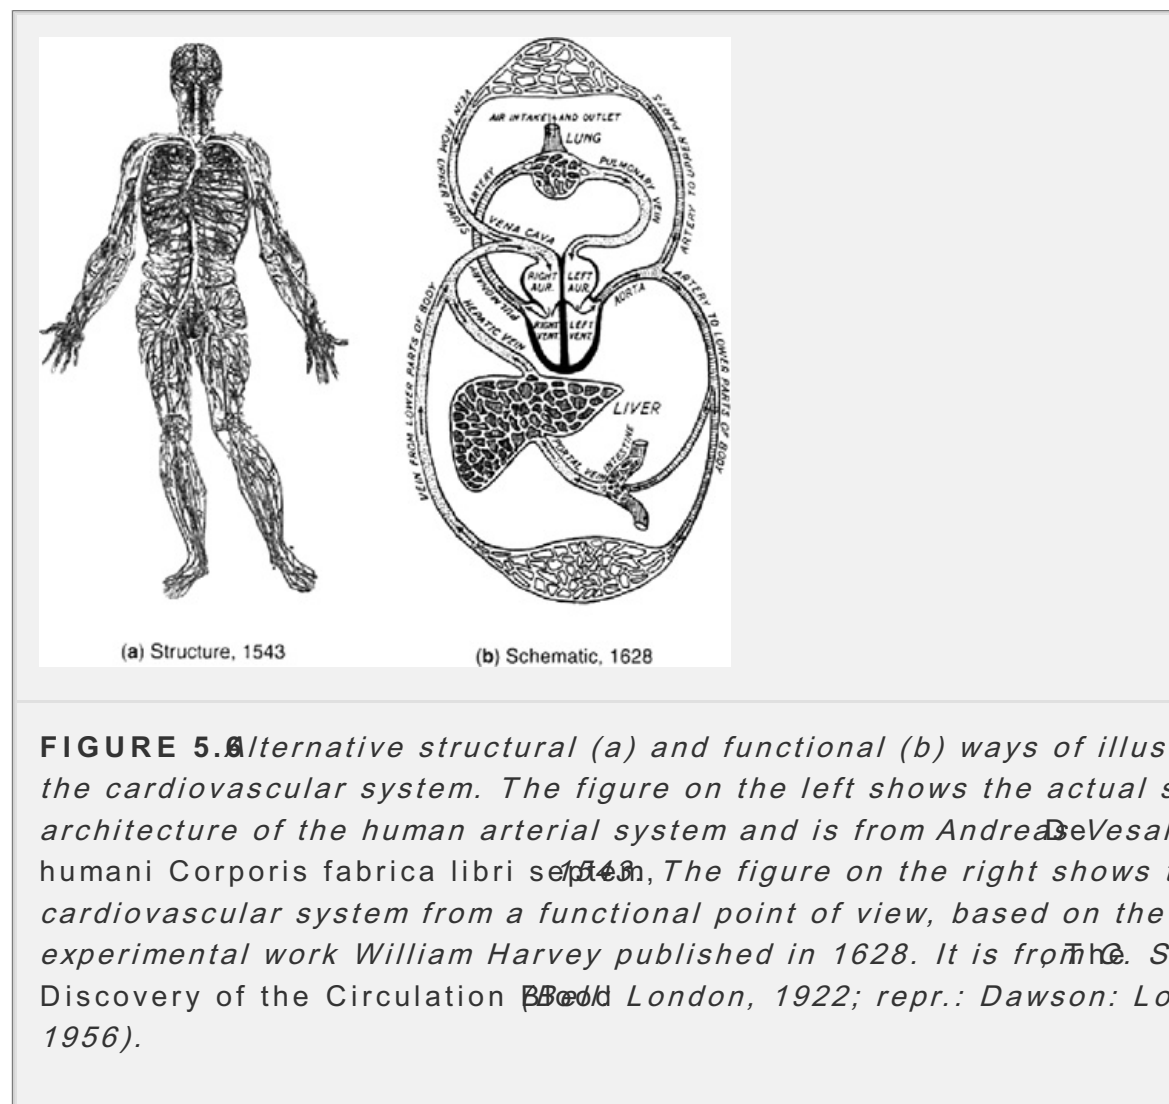 VEIN FROM UPPER PARTS
ARTERY TO UPPER PARTS
AIR INTAKE & AND OUTLET
LUNG
ARTERY
PULMONARY
VEIN
VENA CAVA
RIGHT
AUR.
LEFT
AUR.
PULMONARY
AORTA
HEPATIC VEIN
RIGHT
VENT.
LEFT
VENT.
ARTERY TO LOWER PARTS OF BODY
VEIN FROM LOWER PARTS OF BODY
LIVER
PORTAL VEIN
INTESTINE
(a) Structure, 1543
(b) Schematic, 1628
FIGURE 5.6 Alternative structural (a) and functional (b) ways of illus
the cardiovascular system. The figure on the left shows the actual s
architecture of the human arterial system and is from Andreas Vesal De
humani Corporis fabrica libri septem, 1543. The figure on the right shows t
cardiovascular system from a functional point of view, based on the
experimental work William Harvey published in 1628. It is from C. S , The
Discovery of the Circulation Blood (Bell: London, 1922; repr.: Dawson: Lo
1956).